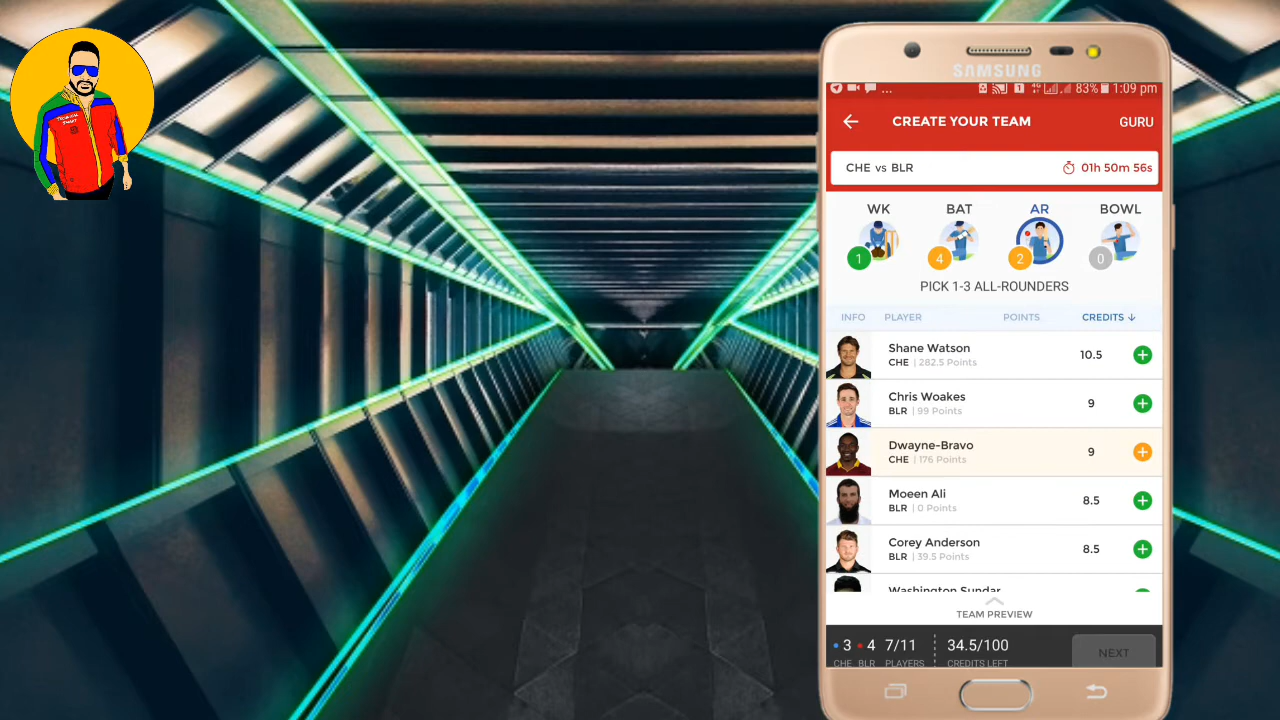 SAMSUNG
... 1 4G 83% 1:09 pm
CREATE YOUR TEAM GURU
CHE vs BLR 01h 50m 56s
WK BAT AR BOWL
1 4 2 0
PICK 1-3 ALL-ROUNDERS
INFO PLAYER POINTS CREDITS ↓
Shane Watson 10.5
CHE | 282.5 Points
Chris Woakes 9
BLR | 99 Points
Dwayne-Bravo 9
CHE | 176 Points
Moeen Ali 8.5
BLR | 0 Points
Corey Anderson 8.5
BLR | 39.5 Points
Washington Sundar
TEAM PREVIEW
3 4 7/11 34.5/100 NEXT
CHE BLR PLAYERS CREDITS LEFT